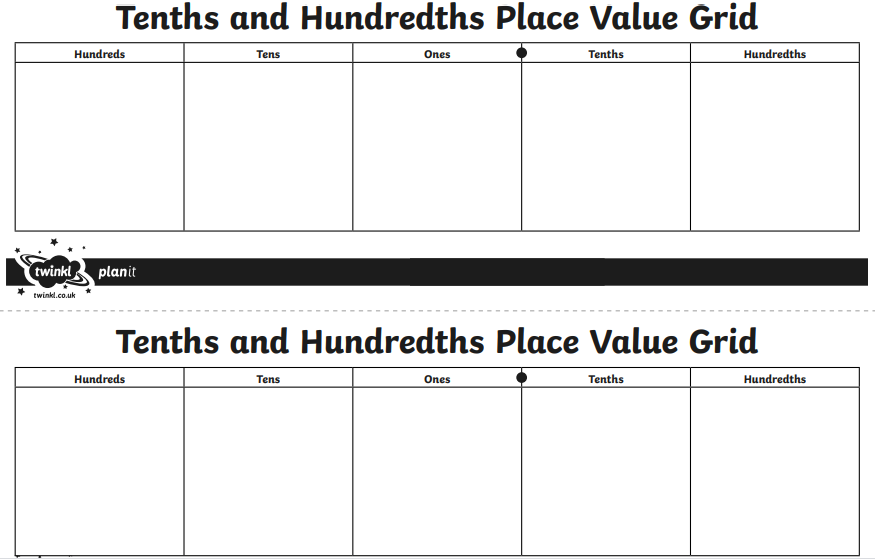 Tenths and Hundredths Place Value Grid
Hundreds Tens Ones Tenths Hundredths
twinkl planit
twinkl.co.uk
Tenths and Hundredths Place Value Grid
Hundreds Tens Ones Tenths Hundredths